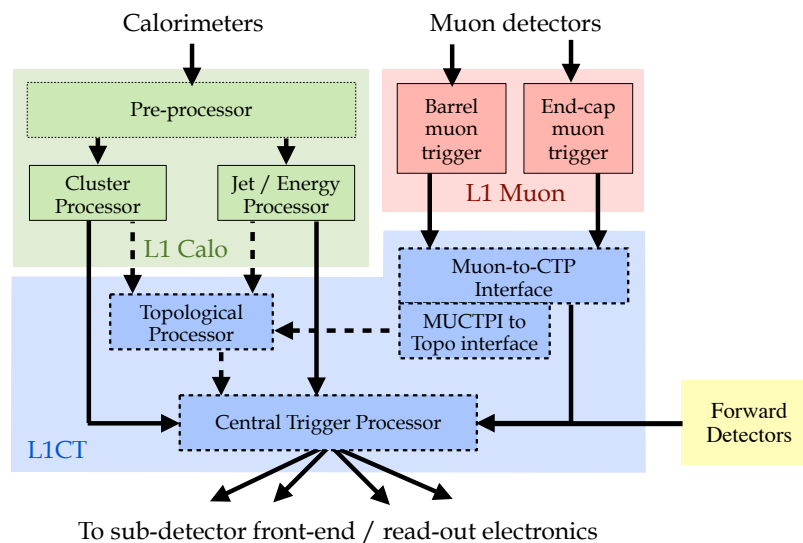 Calorimeters
Muon detectors
Pre-processor
Barrel
muon
trigger
End-cap
muon
trigger
Cluster
Processor
Jet / Energy
Processor
L1 Muon
L1 Calo
Muon-to-CTP
Interface
Topological
Processor
MUCTPI to
Topo interface
Central Trigger Processor
Forward
Detectors
L1CT
To sub-detector front-end / read-out electronics